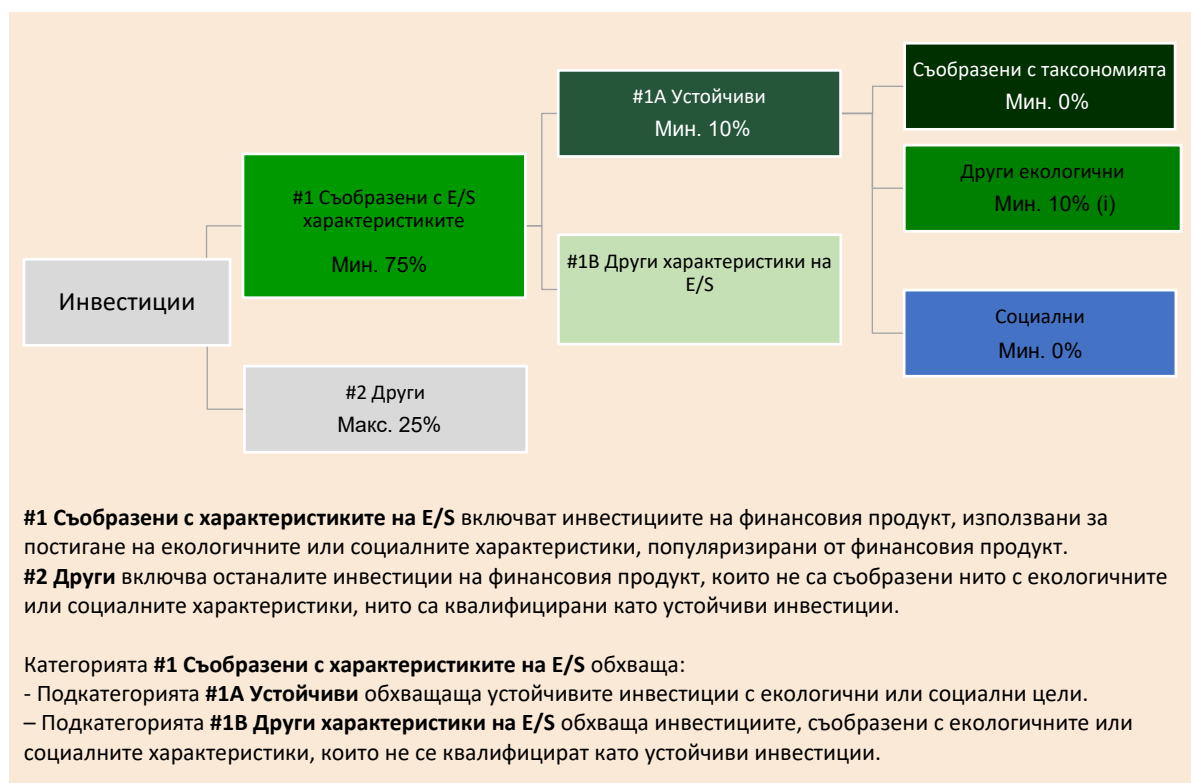 Съобразени с таксономията
Мин. 0%
#1A Устойчиви
Мин. 10%
Други екологични
Мин. 10% (i)
#1 Съобразени с E/S
характеристиките
Мин. 75%
#1B Други характеристики на
E/S
Инвестиции
Социални
Мин. 0%
#2 Други
Макс. 25%
#1 Съобразени с характеристиките на E/S включват инвестициите на финансовия продукт, използвани за
постигане на екологичните или социалните характеристики, популяризирани от финансовия продукт.
#2 Други включва останалите инвестиции на финансовия продукт, които не са съобразени нито с екологичните
или социалните характеристики, нито са квалифицирани като устойчиви инвестиции.
Категорията #1 Съобразени с характеристиките на E/S обхваща:
- Подкатегорията #1A Устойчиви обхващаща устойчивите инвестиции с екологични или социални цели.
– Подкатегорията #1B Други характеристики на E/S обхваща инвестициите, съобразени с екологичните или
социалните характеристики, които не се квалифицират като устойчиви инвестиции.